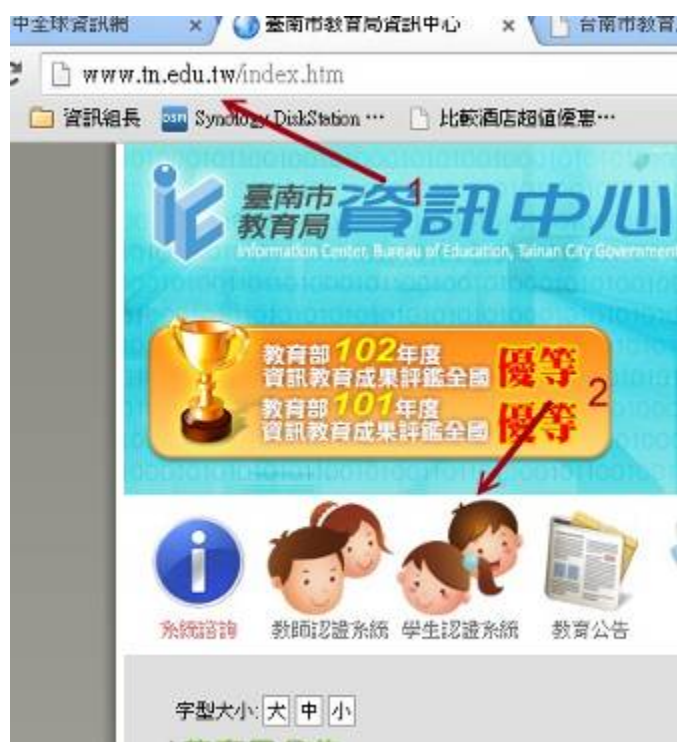 中全球資訊網 × 臺南市教育局資訊中心 × 台南市教育
www.tn.edu.tw/index.htm
資訊組長 DSM Synology DiskStation … 比較酒店超值優惠…
1
臺南市
教育局
資訊中心
Information Center, Bureau of Education, Tainan City Government
教育部102年度
資訊教育成果評鑑全國 優等
教育部101年度
資訊教育成果評鑑全國 優等
2
系統諮詢 教師認證系統 學生認證系統 教育公告
字型大小: 大 中 小